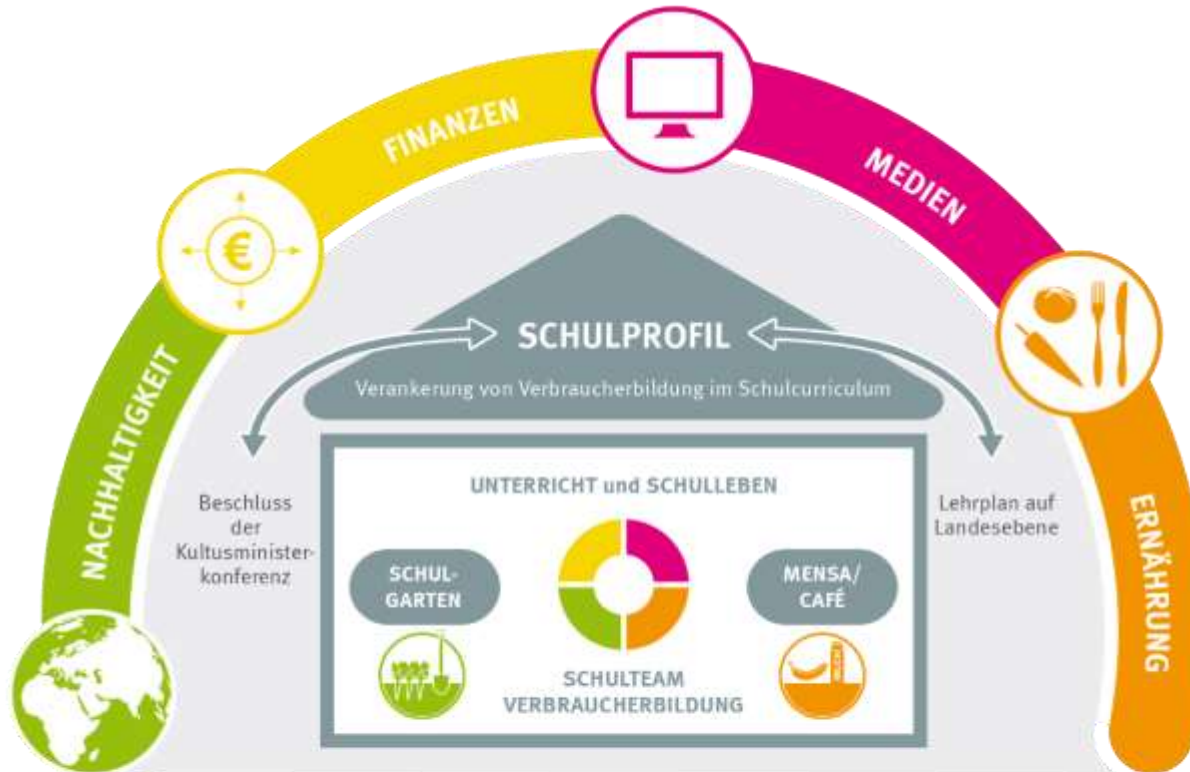 FINANZEN
MEDIEN
€
NACHHALTIGKEIT
ERNÄHRUNG
SCHULPROFIL
Verankerung von Verbraucherbildung im Schulcurriculum
Beschluss
der
Kultusminister-
konferenz
Lehrplan auf
Landesebene
UNTERRICHT und SCHULLEBEN
SCHUL-
GARTEN
MENSA/
CAFÉ
SCHULTEAM
VERBRAUCHERBILDUNG